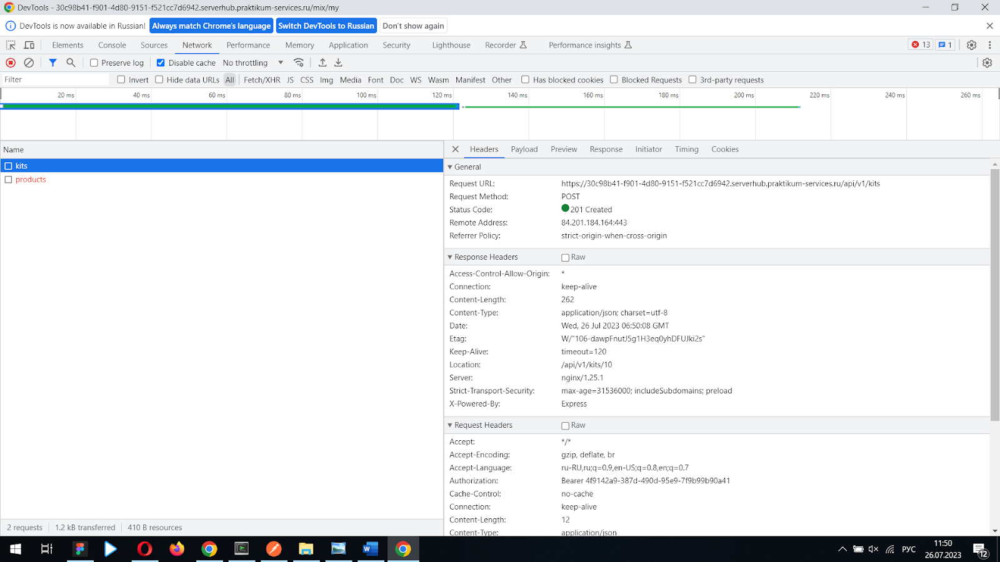 DevTools - 30c98b41-f901-4d80-9151-f521cc7d6942.serverhub.praktikum-services.ru/mix/my
DevTools is now available in Russian! Always match Chrome's language Switch DevTools to Russian Don't show again
Elements Console Sources Network Performance Memory Application Security Lighthouse Recorder Performance insights 13 1
Preserve log Disable cache No throttling
Filter Invert Hide data URLs All Fetch/XHR JS CSS Img Media Font Doc WS Wasm Manifest Other Has blocked cookies Blocked Requests 3rd-party requests
20 ms 40 ms 60 ms 80 ms 100 ms 120 ms 140 ms 160 ms 180 ms 200 ms 220 ms 240 ms 260 ms
Name
kits
products
2 requests 1.2 kB transferred 410 B resources
Headers Payload Preview Response Initiator Timing Cookies
General
Request URL: https://30c98b41-f901-4d80-9151-f521cc7d6942.serverhub.praktikum-services.ru/api/v1/kits
Request Method: POST
Status Code: 201 Created
Remote Address: 84.201.184.164:443
Referrer Policy: strict-origin-when-cross-origin
Response Headers Raw
Access-Control-Allow-Origin: *
Connection: keep-alive
Content-Length: 262
Content-Type: application/json; charset=utf-8
Date: Wed, 26 Jul 2023 06:50:08 GMT
Etag: W/"106-dawpFnutJ5g1H3eq0yhDFUJki2s"
Keep-Alive: timeout=120
Location: /api/v1/kits/10
Server: nginx/1.25.1
Strict-Transport-Security: max-age=31536000; includeSubdomains; preload
X-Powered-By: Express
Request Headers Raw
Accept: */*
Accept-Encoding: gzip, deflate, br
Accept-Language: ru-RU,ru;q=0.9,en-US;q=0.8,en;q=0.7
Authorization: Bearer 4f9142a9-387d-490d-95e9-7f9b99b90a41
Cache-Control: no-cache
Connection: keep-alive
Content-Length: 12
Content-Type: application/json
РУС
11:50
26.07.2023
12